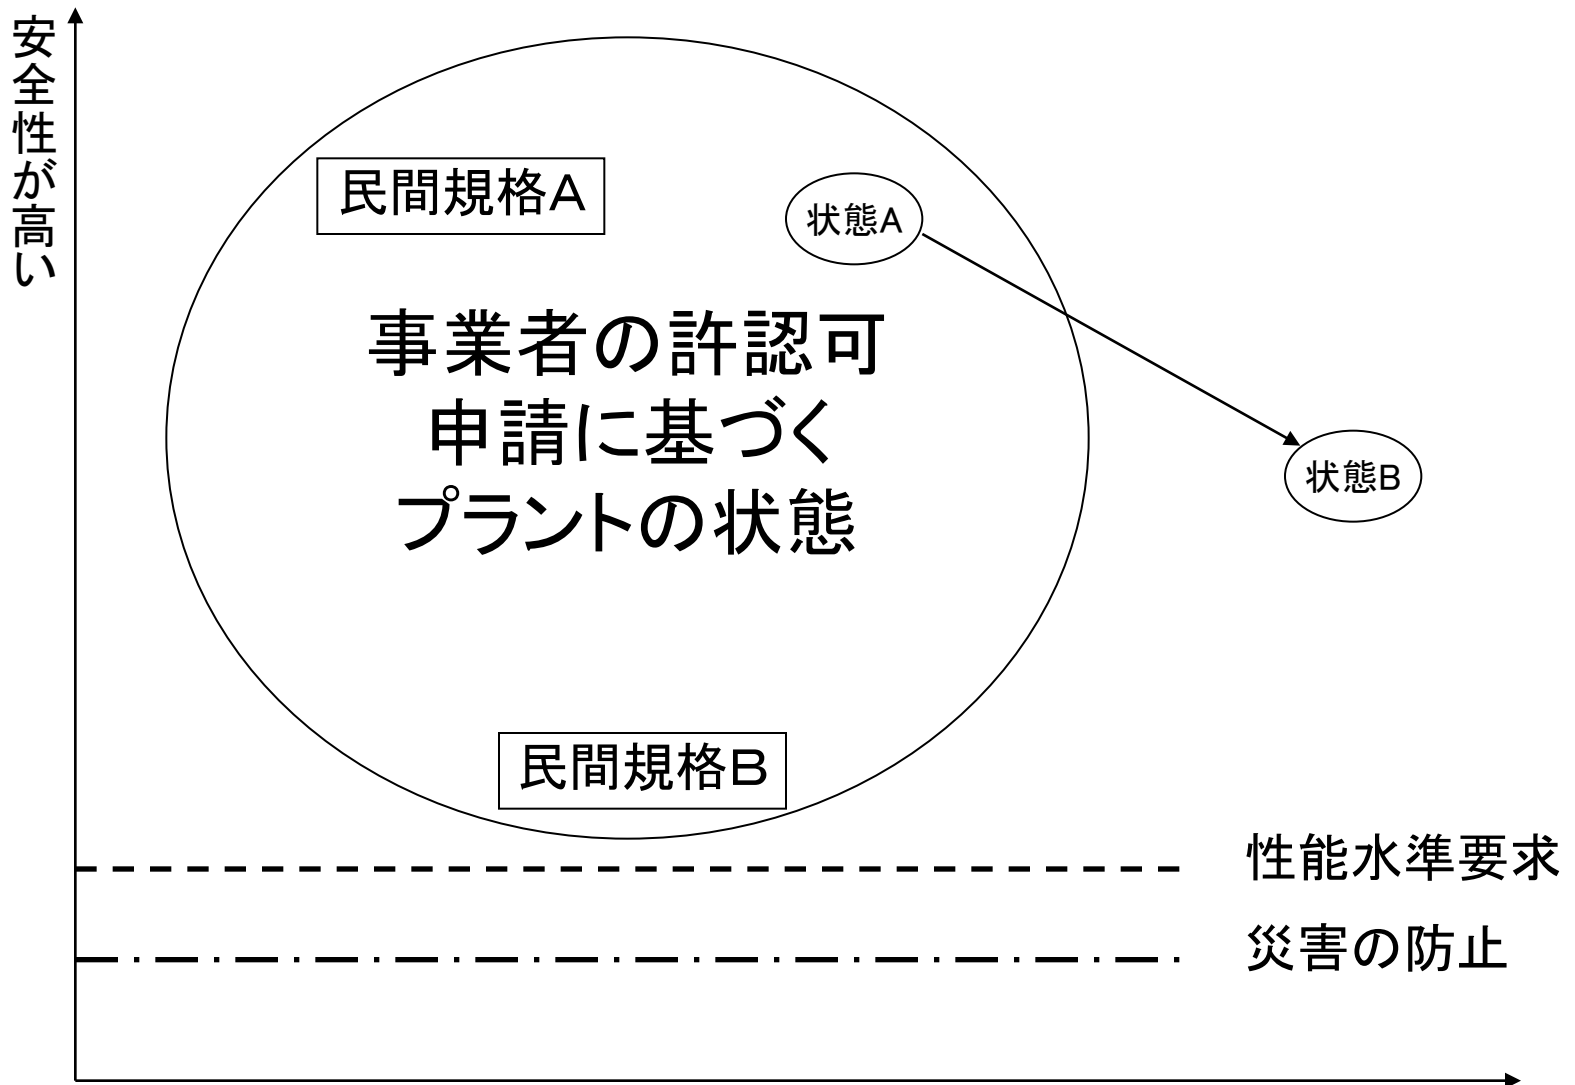 安全性が高い
民間規格A
状態A
事業者の許認可
申請に基づく
プラントの状態
状態B
民間規格B
性能水準要求
災害の防止